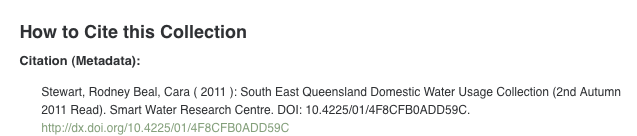 How to Cite this Collection
Citation (Metadata):
Stewart, Rodney Beal, Cara ( 2011 ): South East Queensland Domestic Water Usage Collection (2nd Autumn
2011 Read). Smart Water Research Centre. DOI: 10.4225/01/4F8CFB0ADD59C.
http://dx.doi.org/10.4225/01/4F8CFB0ADD59C